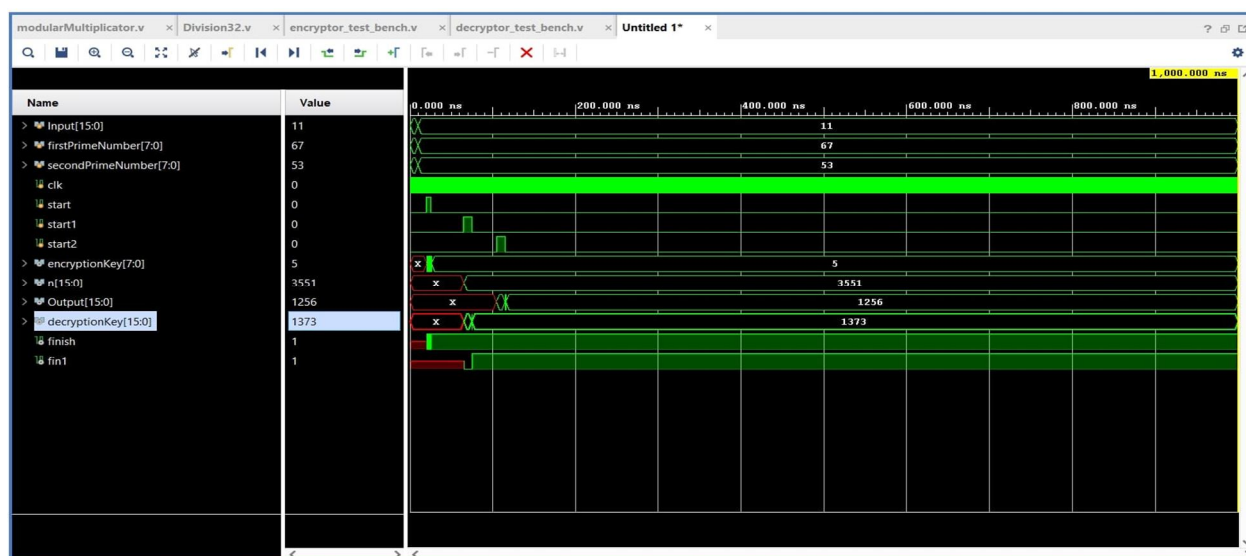 modularMultiplicator.v × Division32.v × encryptor_test_bench.v × decryptor_test_bench.v × Untitled 1* × ?
1,000.000 ns
Name Value 0.000 ns 200.000 ns 400.000 ns 600.000 ns 800.000 ns
> Input[15:0] 11 11
> firstPrimeNumber[7:0] 67 67
> secondPrimeNumber[7:0] 53 53
clk 0
start 0
start1 0
start2 0
> encryptionKey[7:0] 5 X 5
> n[15:0] 3551 X 3551
> Output[15:0] 1256 X 1256
> decryptionKey[15:0] 1373 X 1373
finish 1
fin1 1